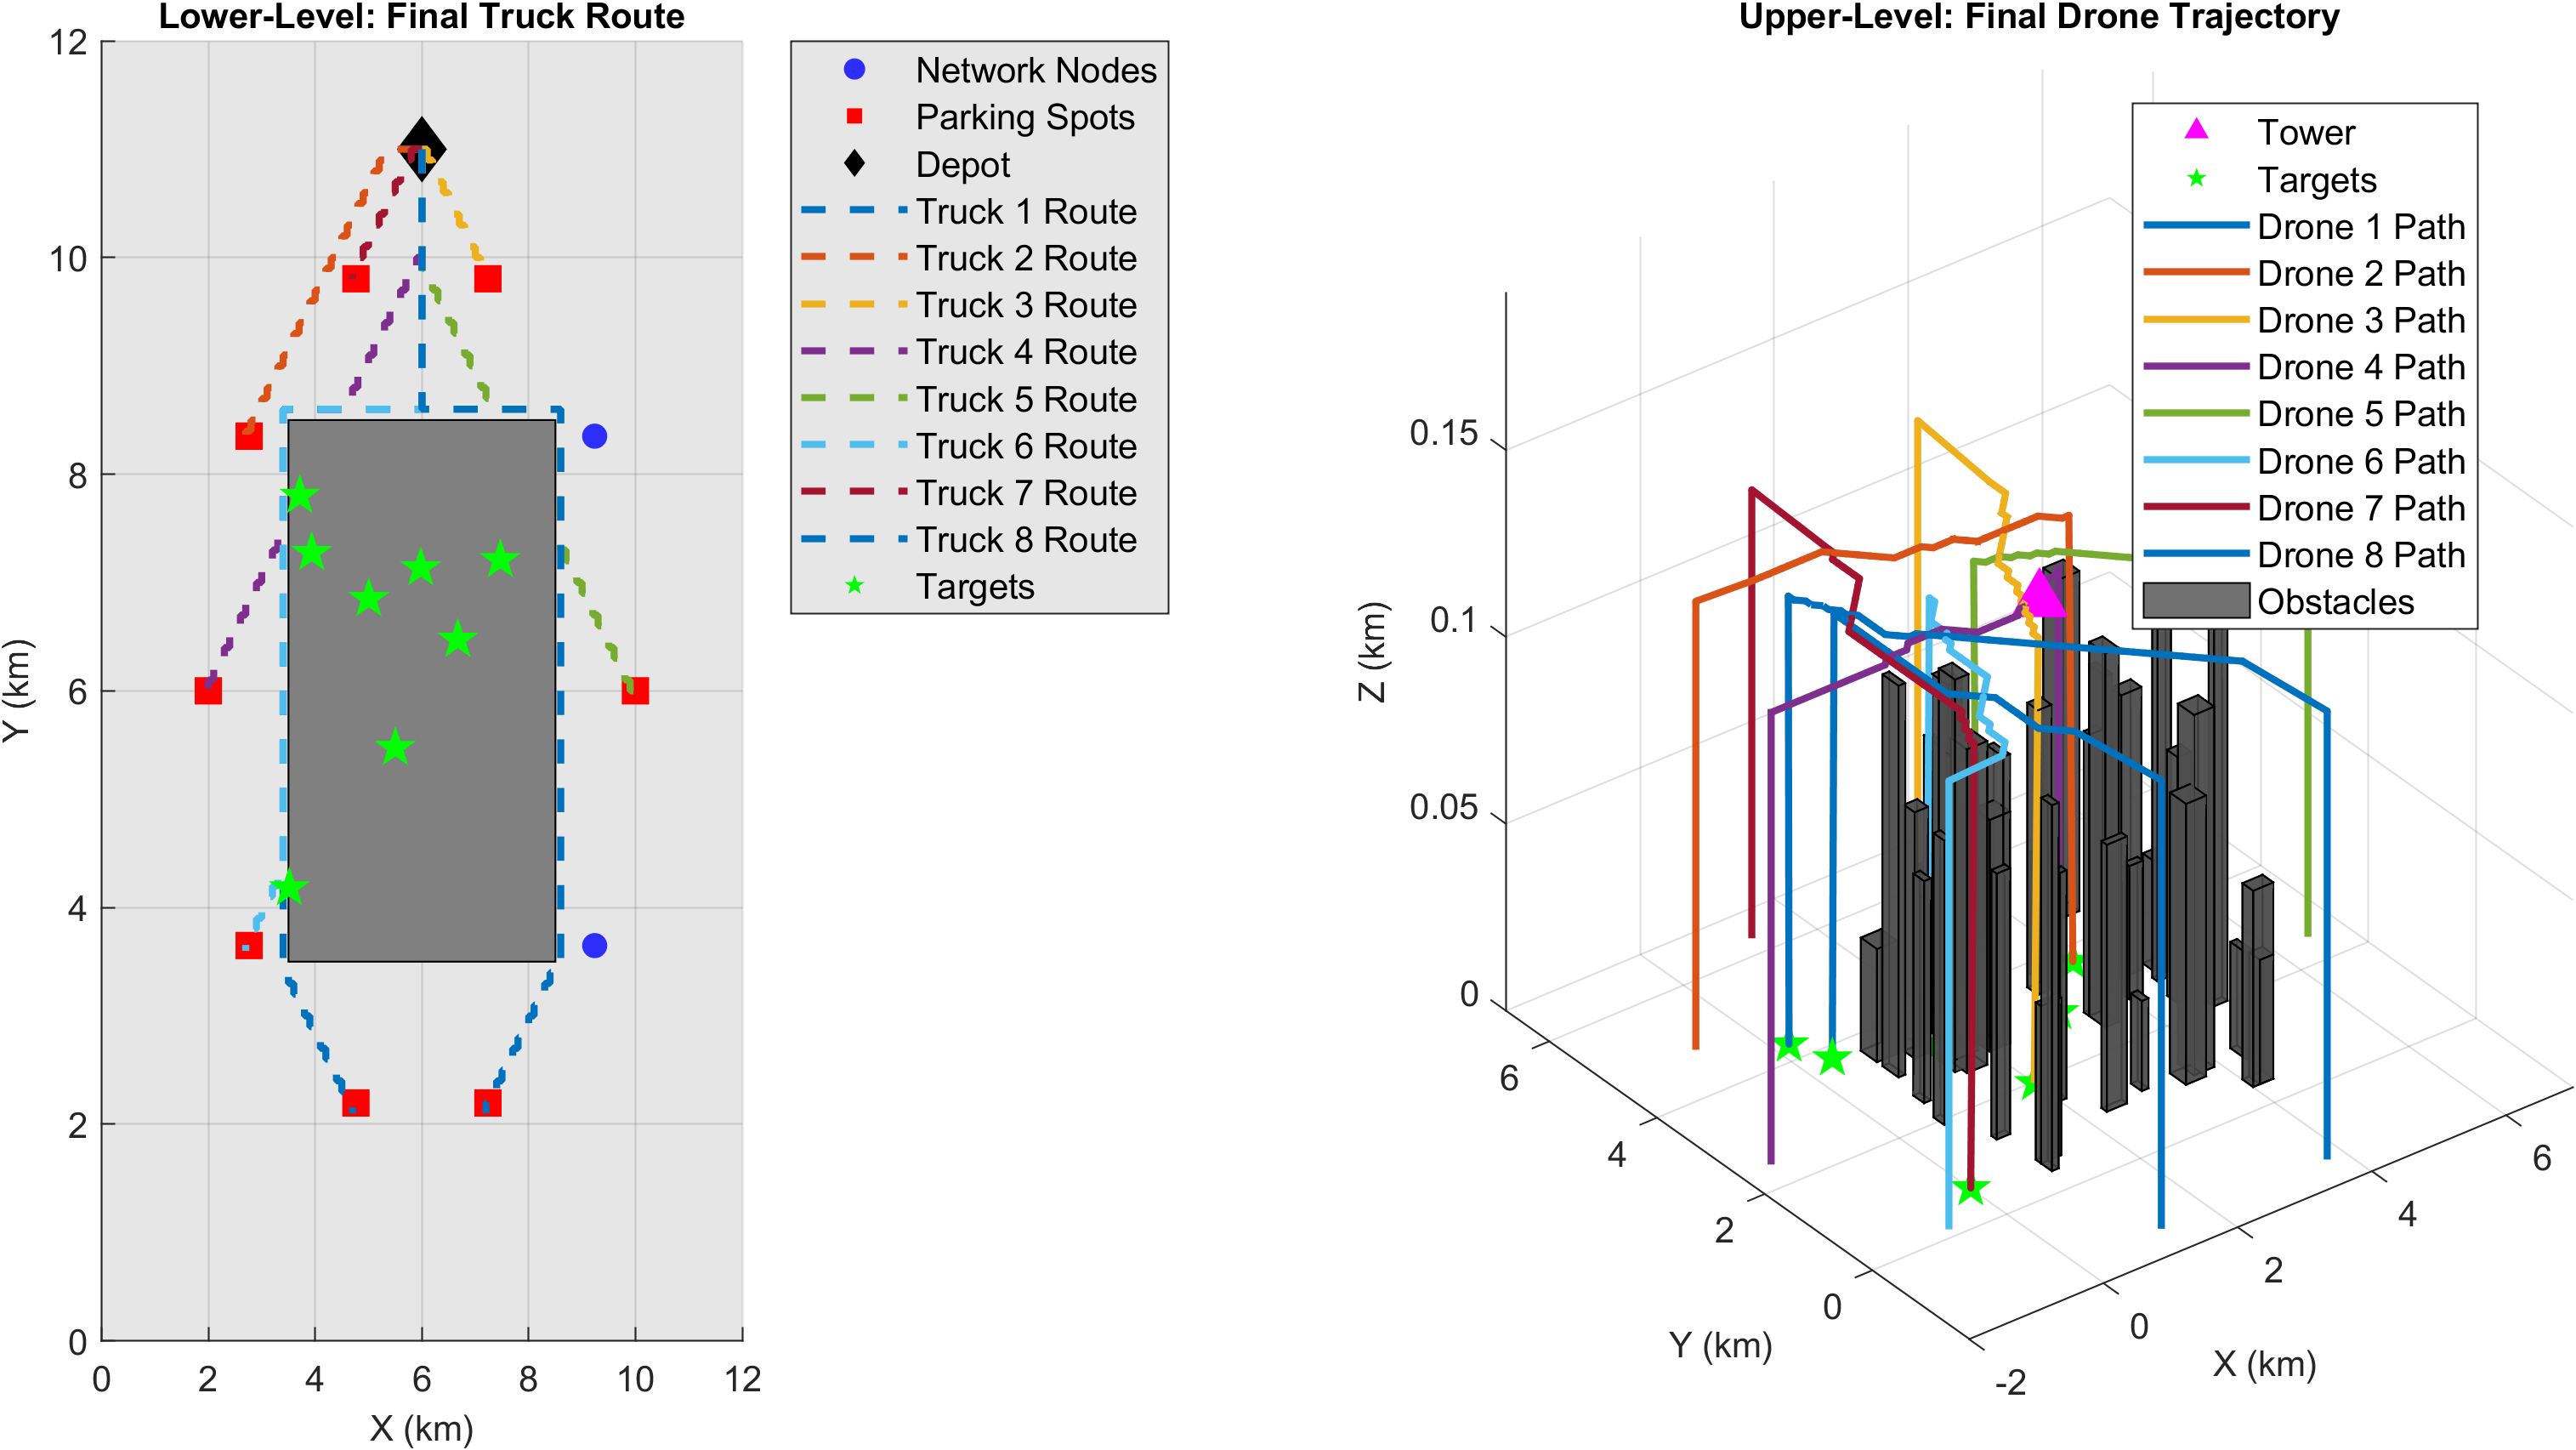 Lower-Level: Final Truck Route
12
10
8
6
4
2
0
0 2 4 6 8 10 12
Y (km)
X (km)
Network Nodes
Parking Spots
Depot
Truck 1 Route
Truck 2 Route
Truck 3 Route
Truck 4 Route
Truck 5 Route
Truck 6 Route
Truck 7 Route
Truck 8 Route
Targets
Upper-Level: Final Drone Trajectory
Tower
Targets
Drone 1 Path
Drone 2 Path
Drone 3 Path
Drone 4 Path
Drone 5 Path
Drone 6 Path
Drone 7 Path
Drone 8 Path
Obstacles
0.15
0.1
0.05
0
Z (km)
6
4
2
0
-2
Y (km)
0
2
4
6
X (km)